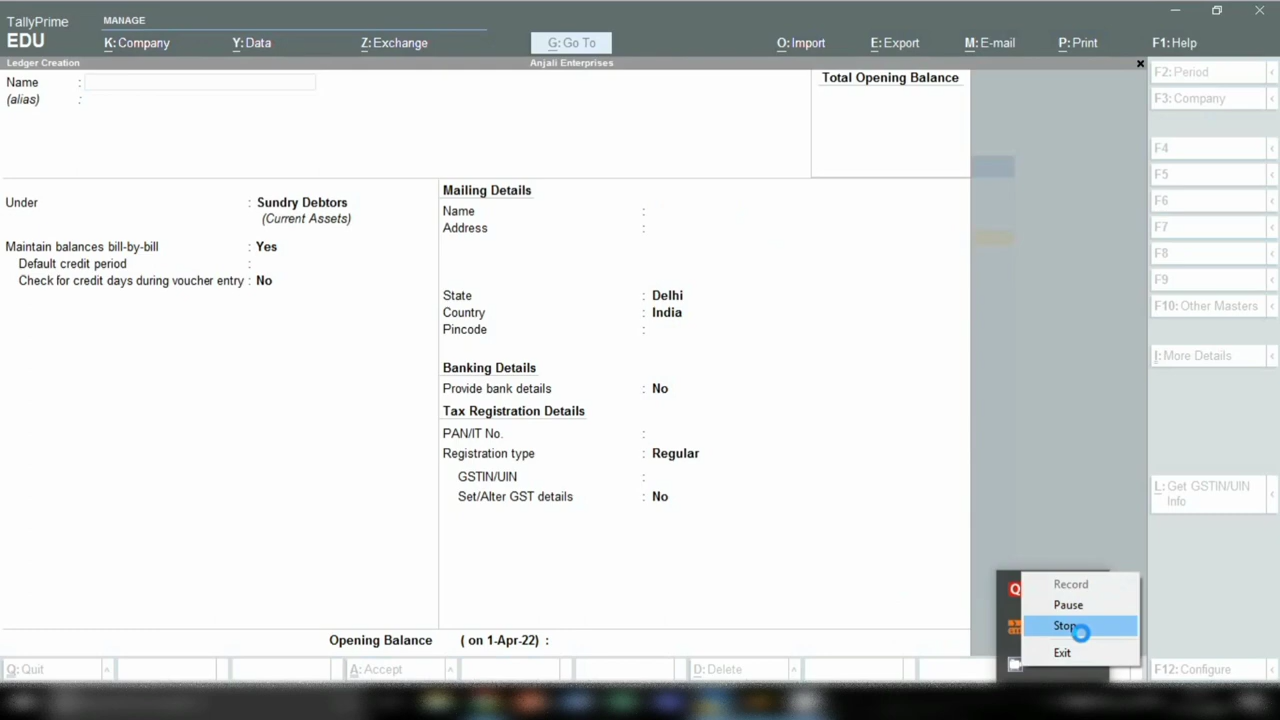 TallyPrime
EDU
MANAGE
K: Company
Y: Data
Z: Exchange
G: Go To
O: Import
E: Export
M: E-mail
P: Print
F1: Help
Ledger Creation
Anjali Enterprises
Name :
(alias) :
Total Opening Balance
Under : Sundry Debtors
(Current Assets)
Maintain balances bill-by-bill : Yes
Default credit period :
Check for credit days during voucher entry : No
Mailing Details
Name :
Address :
State : Delhi
Country : India
Pincode :
Banking Details
Provide bank details : No
Tax Registration Details
PAN/IT No. :
Registration type : Regular
GSTIN/UIN :
Set/Alter GST details : No
Opening Balance ( on 1-Apr-22) :
F2: Period
F3: Company
F4
F5
F6
F7
F8
F9
F10: Other Masters
I: More Details
L: Get GSTIN/UIN
Info
Record
Pause
Stop
Exit
Q: Quit
A: Accept
D: Delete
F12: Configure